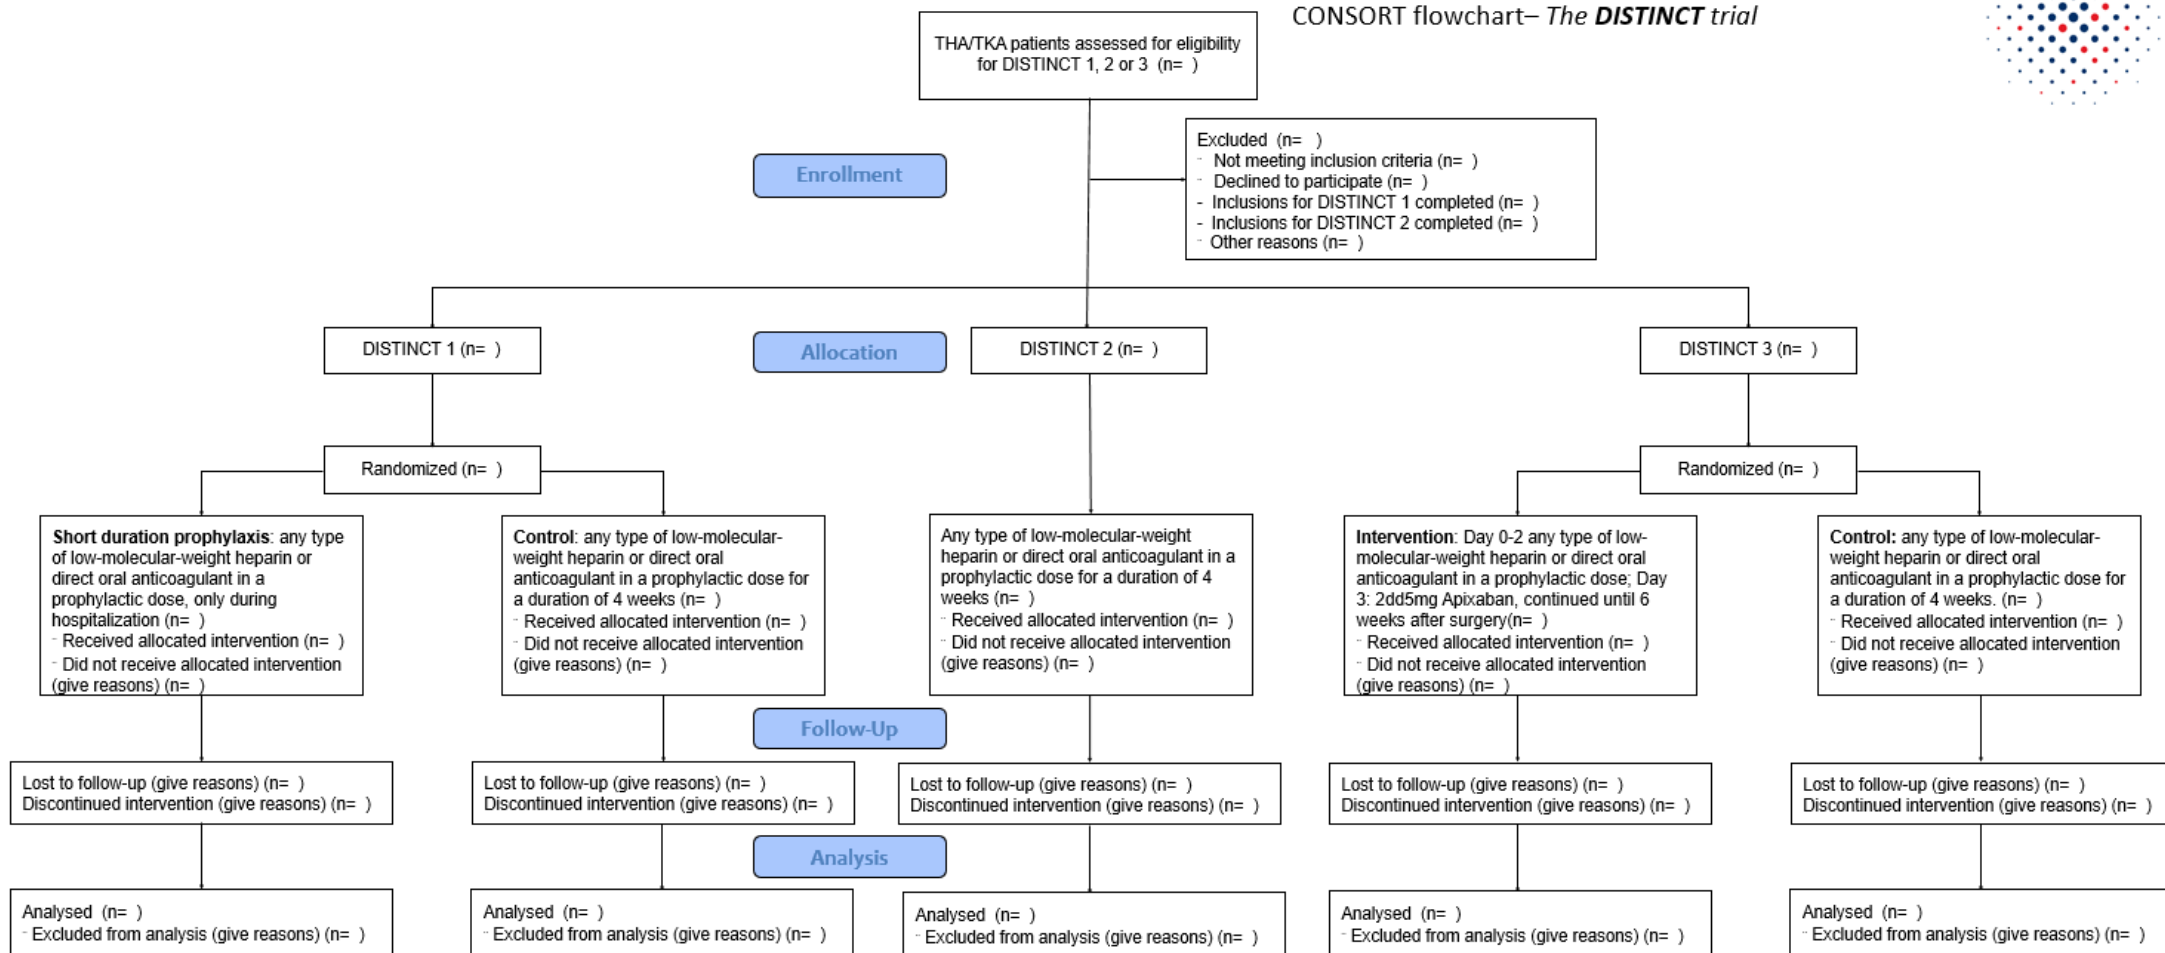 CONSORT flowchart– The DISTINCT trial
THA/TKA patients assessed for eligibility
for DISTINCT 1, 2 or 3 (n= )
Enrollment
Excluded (n= )
¨ Not meeting inclusion criteria (n= )
¨ Declined to participate (n= )
- Inclusions for DISTINCT 1 completed (n= )
- Inclusions for DISTINCT 2 completed (n= )
¨ Other reasons (n= )
DISTINCT 1 (n= )
Allocation
DISTINCT 2 (n= )
DISTINCT 3 (n= )
Randomized (n= )
Randomized (n= )
Short duration prophylaxis: any type
of low-molecular-weight heparin or
direct oral anticoagulant in a
prophylactic dose, only during
hospitalization (n= )
¨ Received allocated intervention (n= )
¨ Did not receive allocated intervention
(give reasons) (n= )
Control: any type of low-molecular-
weight heparin or direct oral
anticoagulant in a prophylactic dose for
a duration of 4 weeks (n= )
¨ Received allocated intervention (n= )
¨ Did not receive allocated intervention
(give reasons) (n= )
Any type of low-molecular-weight
heparin or direct oral anticoagulant in a
prophylactic dose for a duration of 4
weeks (n= )
¨ Received allocated intervention (n= )
¨ Did not receive allocated intervention
(give reasons) (n= )
Intervention: Day 0-2 any type of low-
molecular-weight heparin or direct oral
anticoagulant in a prophylactic dose; Day
3: 2dd5mg Apixaban, continued until 6
weeks after surgery(n= )
¨ Received allocated intervention (n= )
¨ Did not receive allocated intervention
(give reasons) (n= )
Control: any type of low-molecular-
weight heparin or direct oral
anticoagulant in a prophylactic dose for
a duration of 4 weeks. (n= )
¨ Received allocated intervention (n= )
¨ Did not receive allocated intervention
(give reasons) (n= )
Follow-Up
Lost to follow-up (give reasons) (n= )
Discontinued intervention (give reasons) (n= )
Lost to follow-up (give reasons) (n= )
Discontinued intervention (give reasons) (n= )
Lost to follow-up (give reasons) (n= )
Discontinued intervention (give reasons) (n= )
Lost to follow-up (give reasons) (n= )
Discontinued intervention (give reasons) (n= )
Lost to follow-up (give reasons) (n= )
Discontinued intervention (give reasons) (n= )
Analysis
Analysed (n= )
¨ Excluded from analysis (give reasons) (n= )
Analysed (n= )
¨ Excluded from analysis (give reasons) (n= )
Analysed (n= )
¨ Excluded from analysis (give reasons) (n= )
Analysed (n= )
¨ Excluded from analysis (give reasons) (n= )
Analysed (n= )
¨ Excluded from analysis (give reasons) (n= )